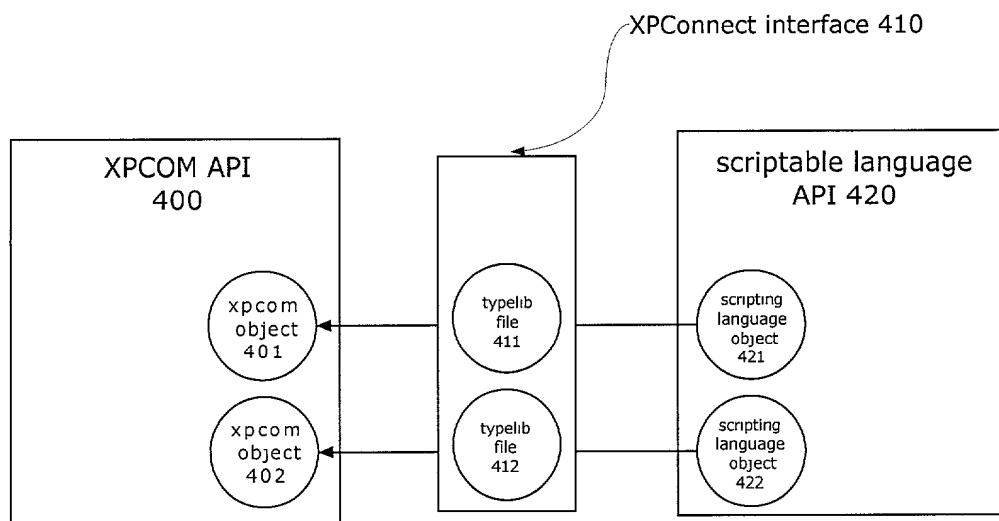 XPConnect interface 410
XPCOM API
400
scriptable language
API 420
xpcom
object
401
typelib
file
411
scripting
language
object
421
xpcom
object
402
typelib
file
412
scripting
language
object
422